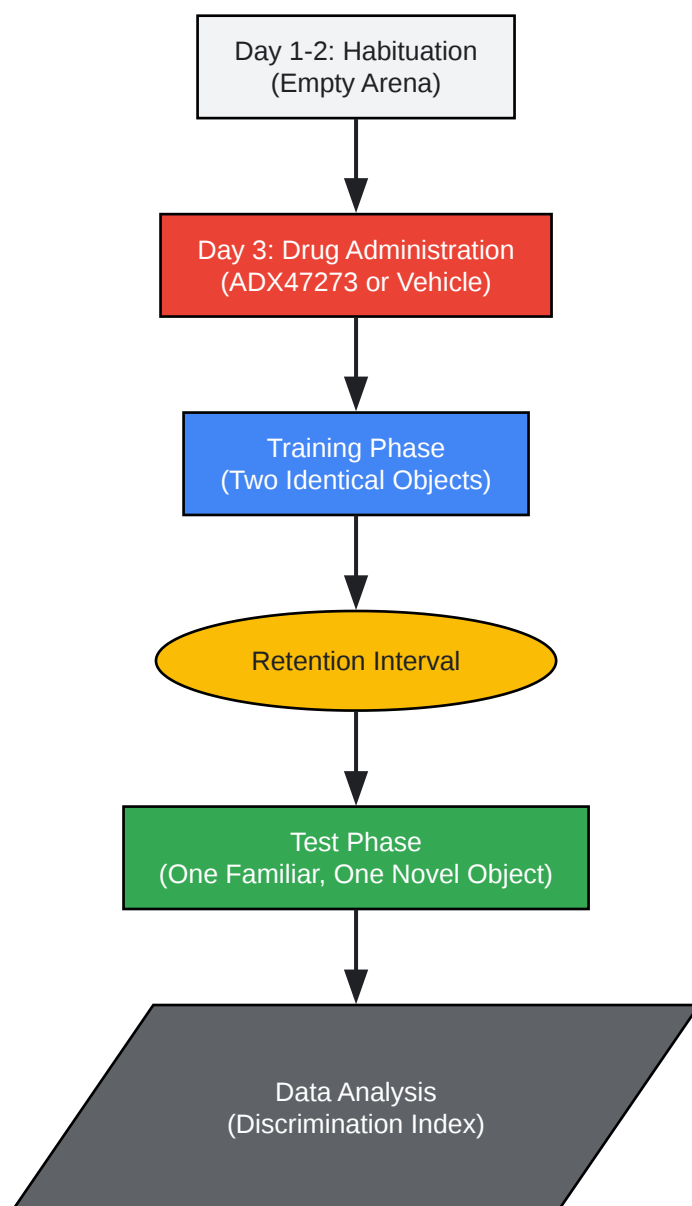 Day 1-2: Habituation
(Empty Arena)
Day 3: Drug Administration
(ADX47273 or Vehicle)
Training Phase
(Two Identical Objects)
Retention Interval
Test Phase
(One Familiar, One Novel Object)
Data Analysis
(Discrimination Index)